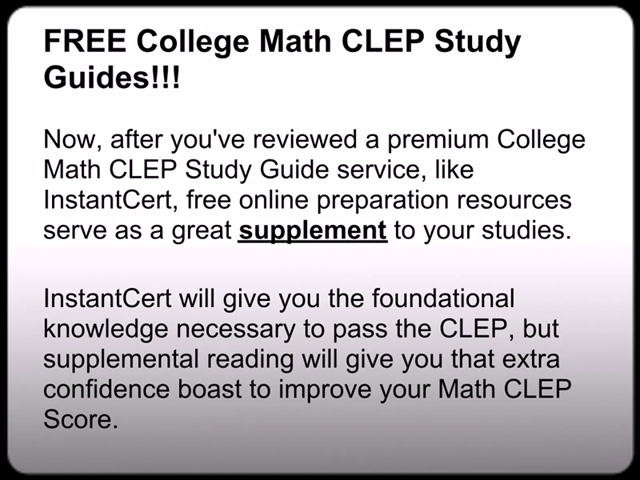 FREE College Math CLEP Study
Guides!!!
Now, after you've reviewed a premium College
Math CLEP Study Guide service, like
InstantCert, free online preparation resources
serve as a great supplement to your studies.
InstantCert will give you the foundational
knowledge necessary to pass the CLEP, but
supplemental reading will give you that extra
confidence boast to improve your Math CLEP
Score.